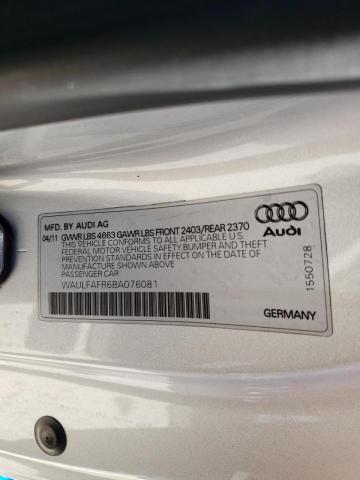 MFD. BY AUDI AG
04/11 GVWR LBS 4663 GAWR LBS FRONT 2403/REAR 2370
THIS CAR CONFORMS TO ALL APPLICABLE U S
FEDERAL MOTOR VEHICLE SAFETY,BUMPER AND THEFT
PREVENTION STANDARDS IN EFFECT ON THE DATE OF
MANUFACTURE SHOWN ABOVE
PASSENGER CAR
WAULFAFR6BA076081
Audi
1550728
GERMANY